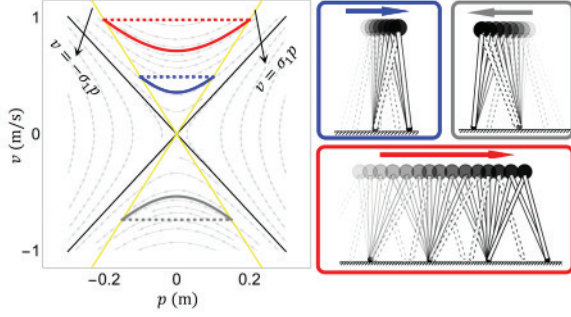 1
v = -σ₁p
v = σ₁p
v (m/s)
0
-1
-0.2
0
0.2
p (m)